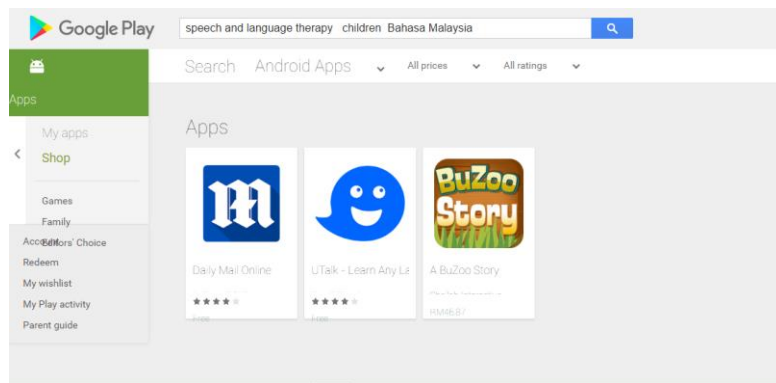 Google Play
speech and language therapy children Bahasa Malaysia
Search Android Apps All prices All ratings
Apps
My apps
Shop
Games
Family
Editors' Choice
Account
Redeem
My wishlist
My Play activity
Parent guide
Apps
BuZoo
Story
Daily Mail Online
UTalk - Learn Any La
A BuZoo Story
Free
Free
RM46.87